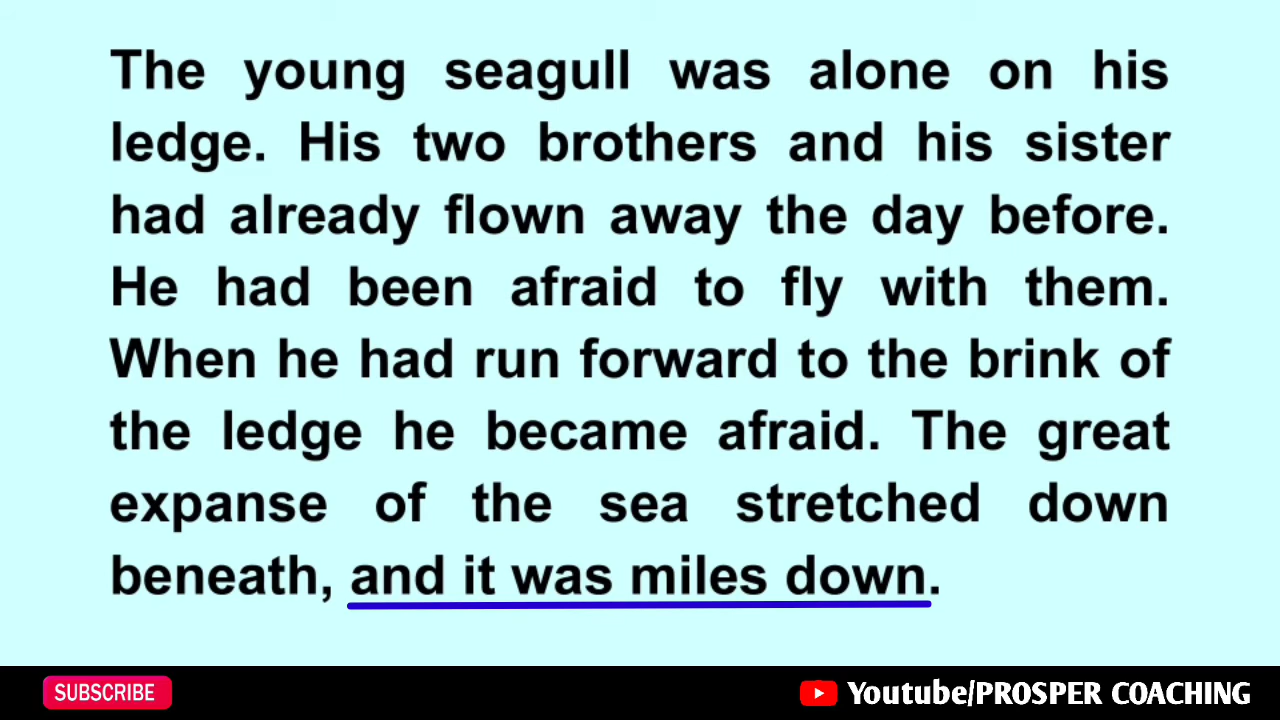 The young seagull was alone on his
ledge. His two brothers and his sister
had already flown away the day before.
He had been afraid to fly with them.
When he had run forward to the brink of
the ledge he became afraid. The great
expanse of the sea stretched down
beneath, and it was miles down.
SUBSCRIBE
Youtube/PROSPER COACHING